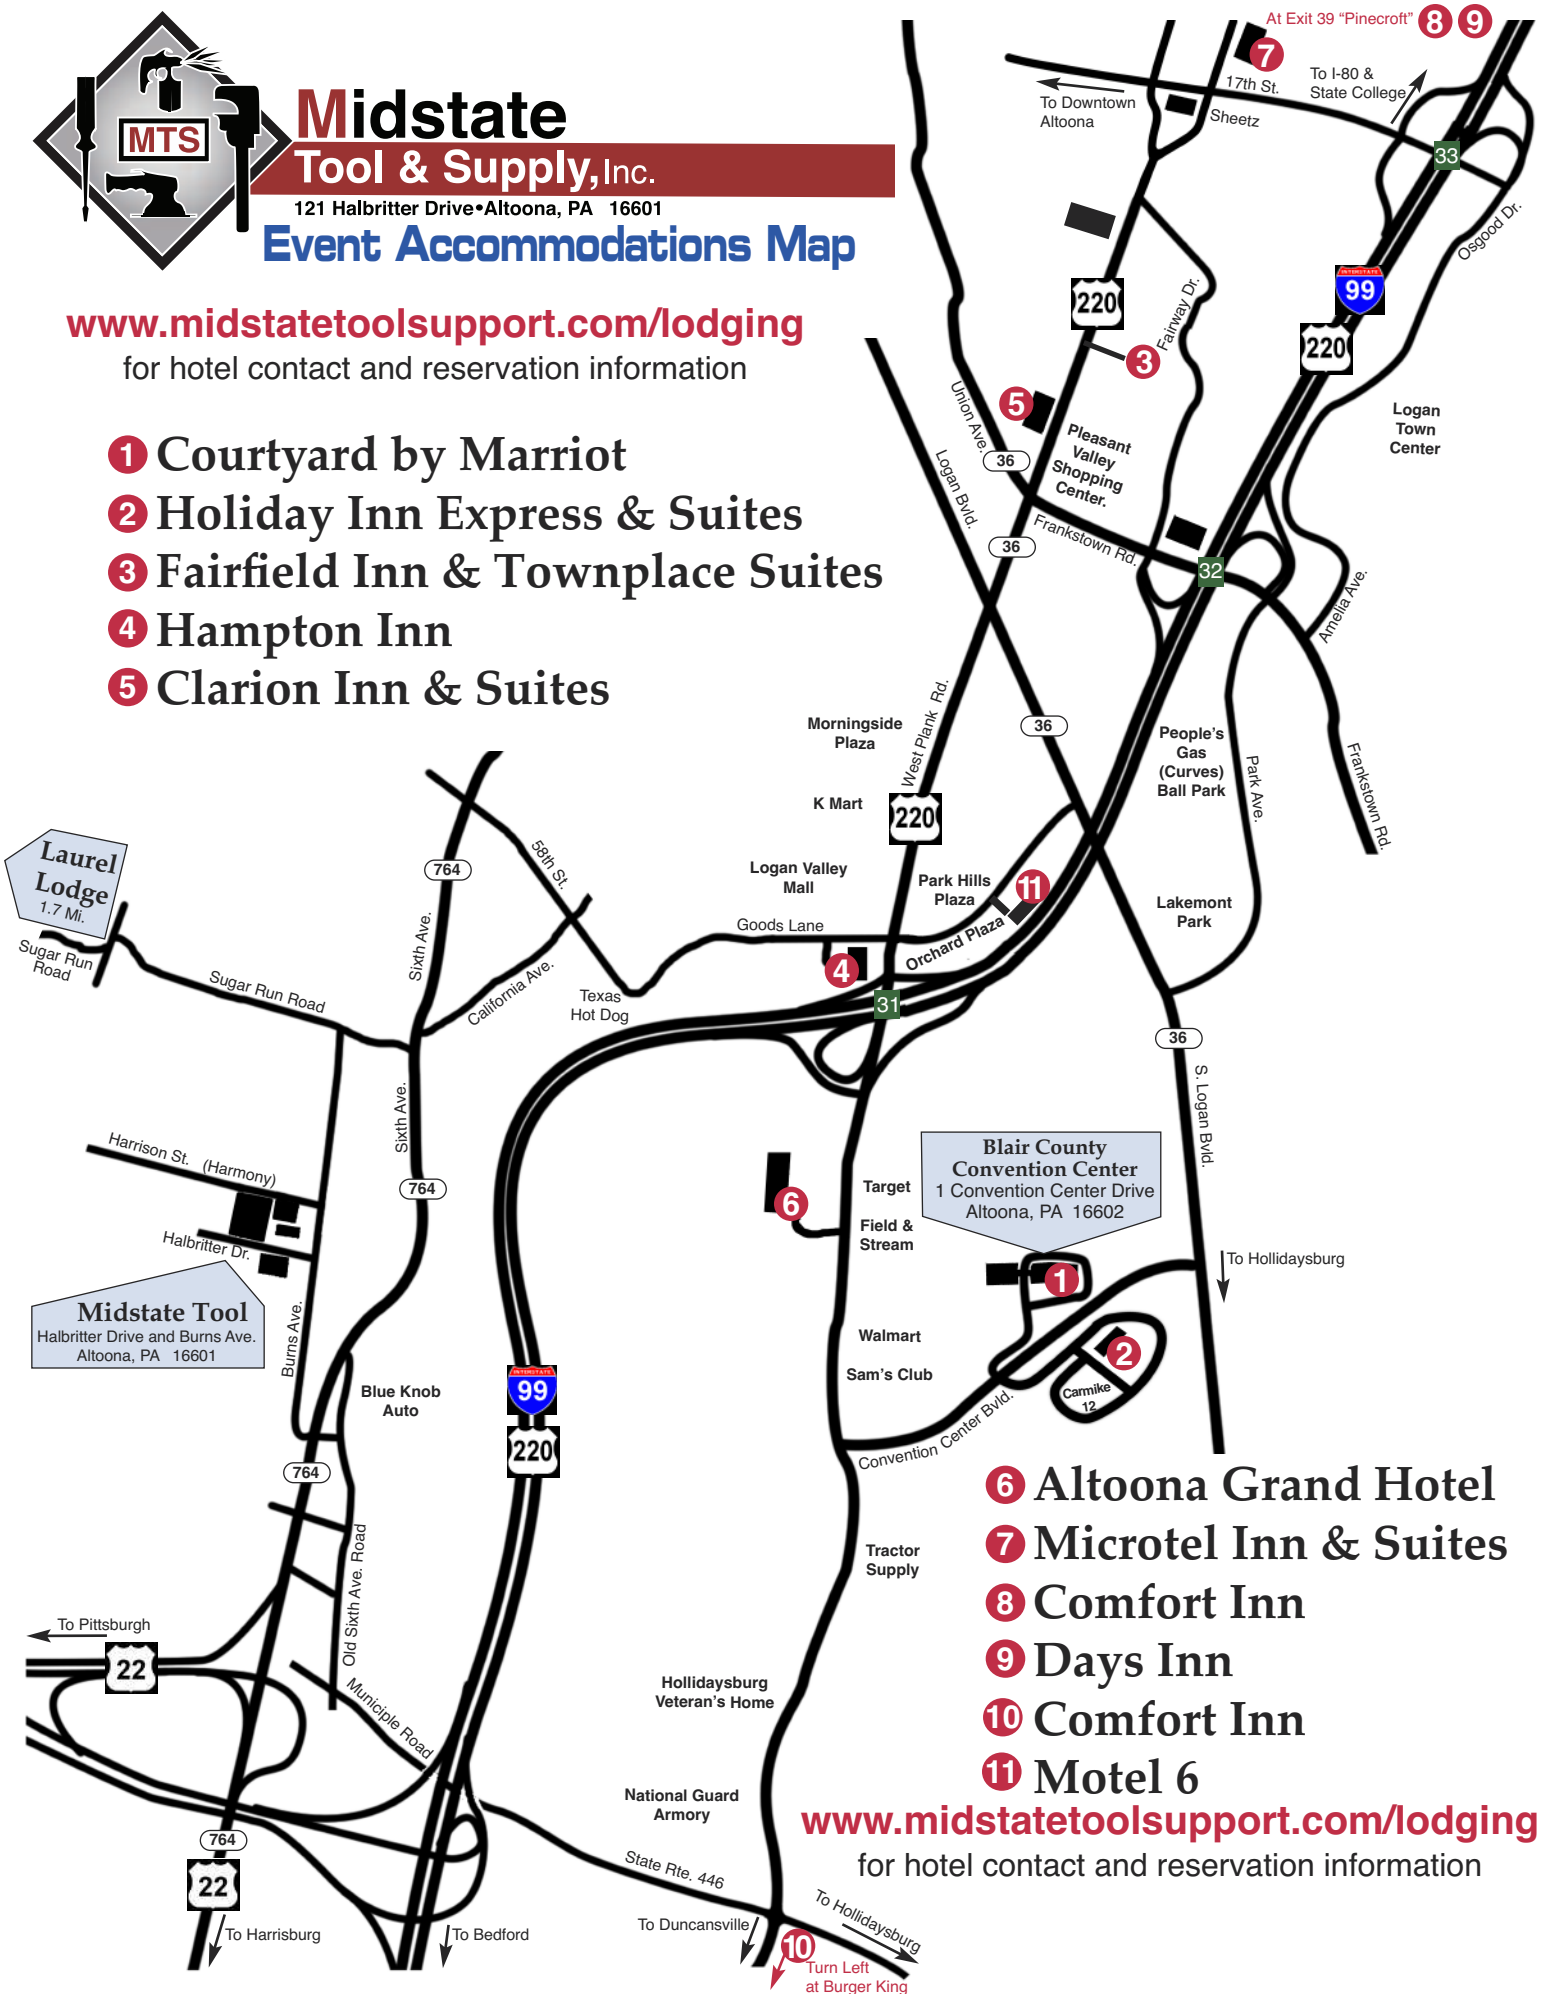 At Exit 39 “Pinecroft” 8 9
7
17th St.
To I-80 &
State College
To Downtown
Altoona
Sheetz
33
MTS
Midstate
Tool & Supply, Inc.
121 Halbritter Drive•Altoona, PA 16601
Event Accommodations Map
www.midstatetoolsupport.com/lodging
for hotel contact and reservation information
1 Courtyard by Marriot
2 Holiday Inn Express & Suites
3 Fairfield Inn & Townplace Suites
4 Hampton Inn
5 Clarion Inn & Suites
Osgood Dr.
INTERSTATE
99
220
220
Fairway Dr.
3
5
Union Ave.
36
Logan Bvld.
Pleasant
Valley
Shopping
Center.
Logan
Town
Center
36
Frankstown Rd.
32
Amelia Ave.
West Plank Rd.
36
Morningside
Plaza
K Mart
220
People’s
Gas
(Curves)
Ball Park
Park Ave.
Frankstown Rd.
Logan Valley
Mall
Park Hills
Plaza
11
Orchard Plaza
Lakemont
Park
Goods Lane
4
31
Laurel
Lodge
1.7 Mi.
Sugar Run
Road
Sugar Run Road
764
58th St.
Sixth Ave.
California Ave.
Texas
Hot Dog
36
S. Logan Bvld.
Sixth Ave.
Harrison St. (Harmony)
764
Halbritter Dr.
Midstate Tool
Halbritter Drive and Burns Ave.
Altoona, PA 16601
Burns Ave.
Blue Knob
Auto
INTERSTATE
99
220
6
Target
Field &
Stream
Blair County
Convention Center
1 Convention Center Drive
Altoona, PA 16602
1
To Hollidaysburg
Walmart
Sam’s Club
2
Carmike
12
Convention Center Bvld.
764
Old Sixth Ave. Road
Tractor
Supply
6 Altoona Grand Hotel
7 Microtel Inn & Suites
8 Comfort Inn
9 Days Inn
10 Comfort Inn
11 Motel 6
www.midstatetoolsupport.com/lodging
for hotel contact and reservation information
To Pittsburgh
22
Municiple Road
Hollidaysburg
Veteran’s Home
National Guard
Armory
764
22
State Rte. 446
To Harrisburg
To Bedford
To Duncansville
To Hollidaysburg
10
Turn Left
at Burger King